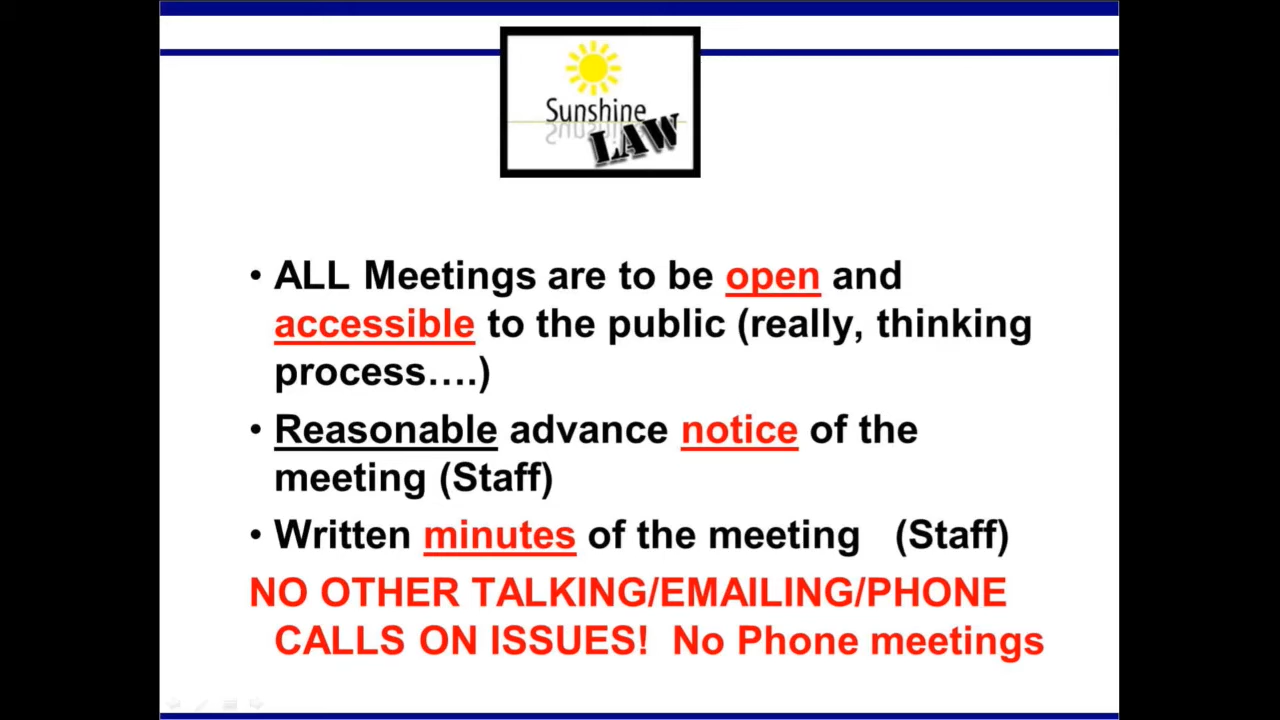 Sunshine
LAW
• ALL Meetings are to be open and
accessible to the public (really, thinking
process….)
• Reasonable advance notice of the
meeting (Staff)
• Written minutes of the meeting (Staff)
NO OTHER TALKING/EMAILING/PHONE
CALLS ON ISSUES! No Phone meetings